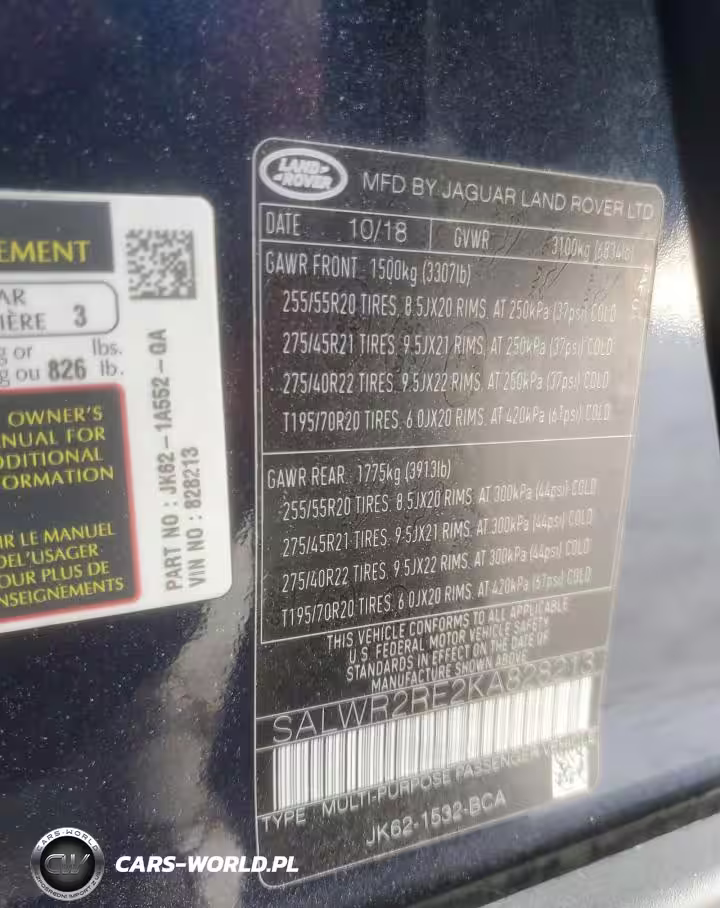 EMENT
AR
IÈRE 3
g or lbs.
g ou 826 lb.
OWNER'S
ANUAL FOR
DDITIONAL
FORMATION
IR LE MANUEL
DEL'USAGER
OUR PLUS DE
NSEIGNEMENTS
PART NO : JK62-1A552-QA
VIN NO : 828213
LAND
ROVER
MFD BY JAGUAR LAND ROVER LTD
DATE 10/18 GVWR 3100kg (6834lb)
GAWR FRONT 1500kg (3307lb)
255/55R20 TIRES, 8.5JX20 RIMS, AT 250kPa (37psi) COLD
275/45R21 TIRES, 9.5JX21 RIMS, AT 250kPa (37psi) COLD
275/40R22 TIRES, 9.5JX22 RIMS, AT 250kPa (37psi) COLD
T195/70R20 TIRES, 6.0JX20 RIMS, AT 420kPa (61psi) COLD
GAWR REAR, 1775kg (3913lb)
255/55R20 TIRES, 8.5JX20 RIMS, AT 300kPa (44psi) COLD
275/45R21 TIRES, 9.5JX21 RIMS, AT 300kPa (44psi) COLD
275/40R22 TIRES, 9.5JX22 RIMS, AT 300kPa (44psi) COLD
T195/70R20 TIRES, 6.0JX20 RIMS, AT 420kPa (61psi) COLD
THIS VEHICLE CONFORMS TO ALL APPLICABLE
U.S. FEDERAL MOTOR VEHICLE SAFETY
STANDARDS IN EFFECT ON THE DATE OF
MANUFACTURE SHOWN ABOVE
SALWR2RE2KA828213
TYPE MULTI-PURPOSE PASSENGER VEHICLE
JK62-1532-BCA
CARS-WORLD
CW
CARS-WORLD.PL